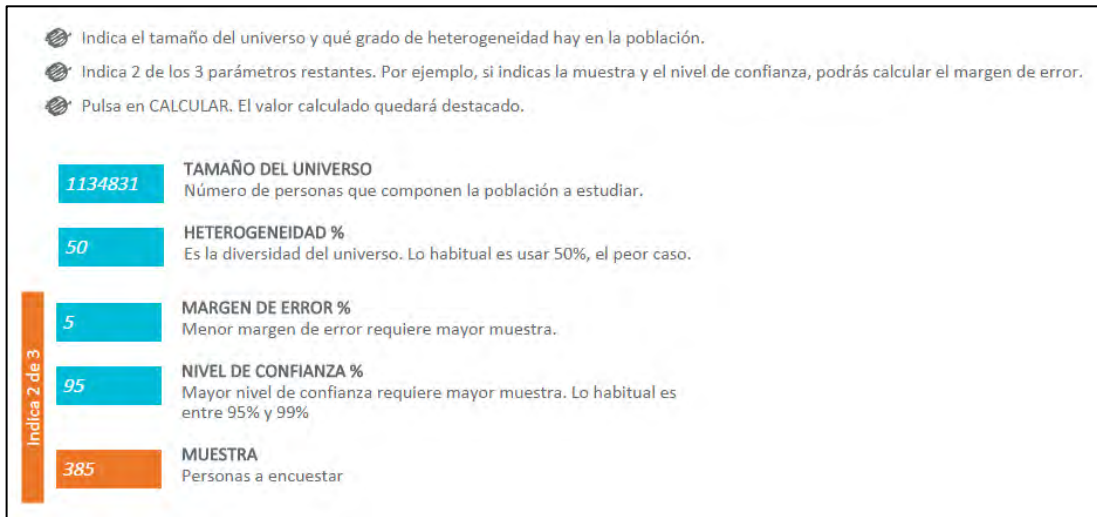 Indica el tamaño del universo y qué grado de heterogeneidad hay en la población.
Indica 2 de los 3 parámetros restantes. Por ejemplo, si indicas la muestra y el nivel de confianza, podrás calcular el margen de error.
Pulsa en CALCULAR. El valor calculado quedará destacado.
1134831
TAMAÑO DEL UNIVERSO
Número de personas que componen la población a estudiar.
50
HETEROGENEIDAD %
Es la diversidad del universo. Lo habitual es usar 50%, el peor caso.
Indica 2 de 3
5
MARGEN DE ERROR %
Menor margen de error requiere mayor muestra.
95
NIVEL DE CONFIANZA %
Mayor nivel de confianza requiere mayor muestra. Lo habitual es
entre 95% y 99%
385
MUESTRA
Personas a encuestar